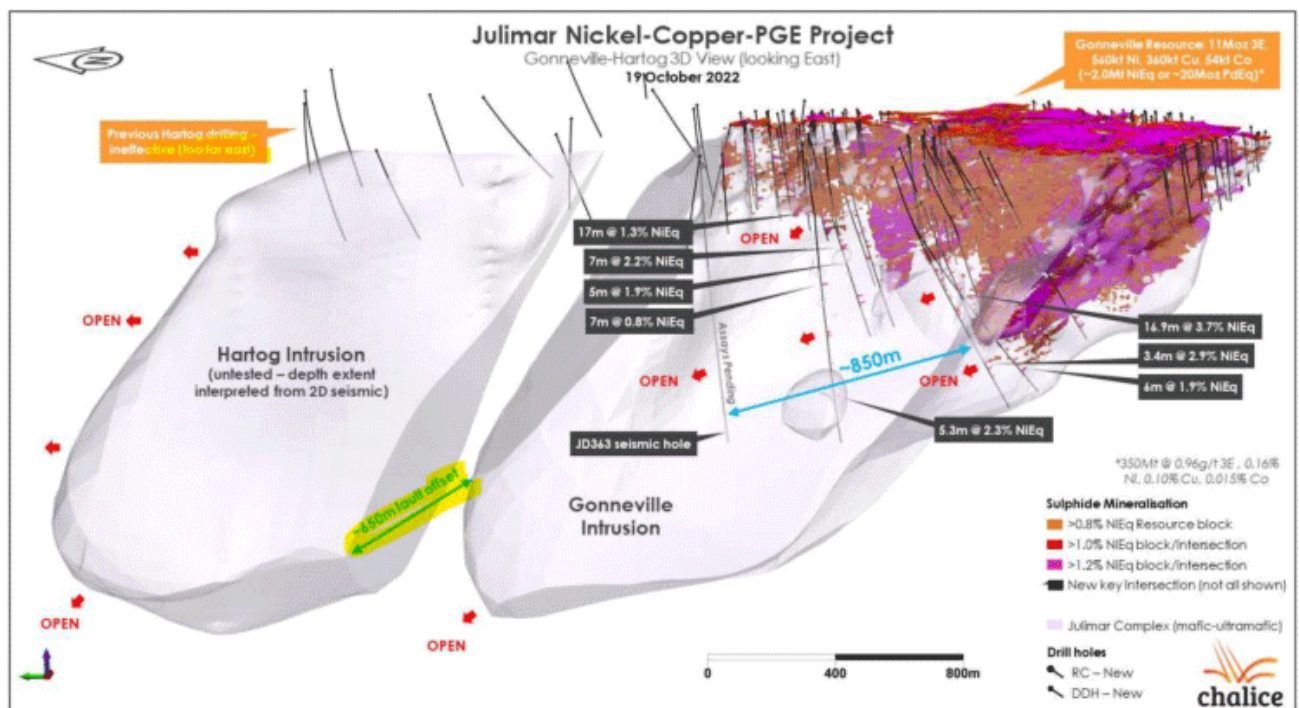 Julimar Nickel-Copper-PGE Project
Gonneville-Hartog 3D View (looking East)
19 October 2022
Gonneville Resource: 11Moz 3E,
560kt Ni, 360kt Cu, 54kt Co
(~2.0Mt NiEq or ~20Moz PdEq)*
Previous Hartog drilling –
ineffective (too far east)
17m @ 1.3% NiEq
7m @ 2.2% NiEq
5m @ 1.9% NiEq
7m @ 0.8% NiEq
OPEN
OPEN
Hartog Intrusion
(untested – depth extent
interpreted from 2D seismic)
Assays Pending
OPEN
~850m
OPEN
16.9m @ 3.7% NiEq
3.4m @ 2.9% NiEq
6m @ 1.9% NiEq
5.3m @ 2.3% NiEq
JD363 seismic hole
~650m fault offset
Gonneville
Intrusion
OPEN
OPEN
*350Mt @ 0.96g/t 3E , 0.16%
Ni, 0.10% Cu, 0.015% Co
Sulphide Mineralisation
>0.8% NiEq Resource block
>1.0% NiEq block/intersection
>1.2% NiEq block/intersection
New key intersection (not all shown)
Julimar Complex (mafic-ultramafic)
Drill holes
RC – New
DDH – New
0 400 800m
chalice